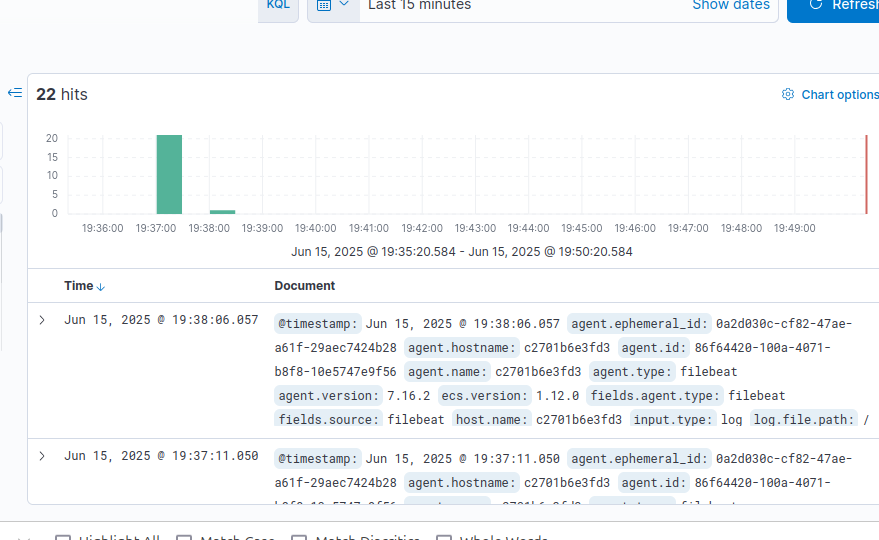 KQL Last 15 minutes Show dates Refresh
22 hits Chart options
20
15
10
5
0
19:36:00 19:37:00 19:38:00 19:39:00 19:40:00 19:41:00 19:42:00 19:43:00 19:44:00 19:45:00 19:46:00 19:47:00 19:48:00 19:49:00
Jun 15, 2025 @ 19:35:20.584 - Jun 15, 2025 @ 19:50:20.584
Time Document
Jun 15, 2025 @ 19:38:06.057 @timestamp: Jun 15, 2025 @ 19:38:06.057 agent.ephemeral_id: 0a2d030c-cf82-47ae-
a61f-29aec7424b28 agent.hostname: c2701b6e3fd3 agent.id: 86f64420-100a-4071-
b8f8-10e5747e9f56 agent.name: c2701b6e3fd3 agent.type: filebeat
agent.version: 7.16.2 ecs.version: 1.12.0 fields.agent.type: filebeat
fields.source: filebeat host.name: c2701b6e3fd3 input.type: log log.file.path: /
Jun 15, 2025 @ 19:37:11.050 @timestamp: Jun 15, 2025 @ 19:37:11.050 agent.ephemeral_id: 0a2d030c-cf82-47ae-
a61f-29aec7424b28 agent.hostname: c2701b6e3fd3 agent.id: 86f64420-100a-4071-
Highlight All Match Case Match Diacritics Whole Words